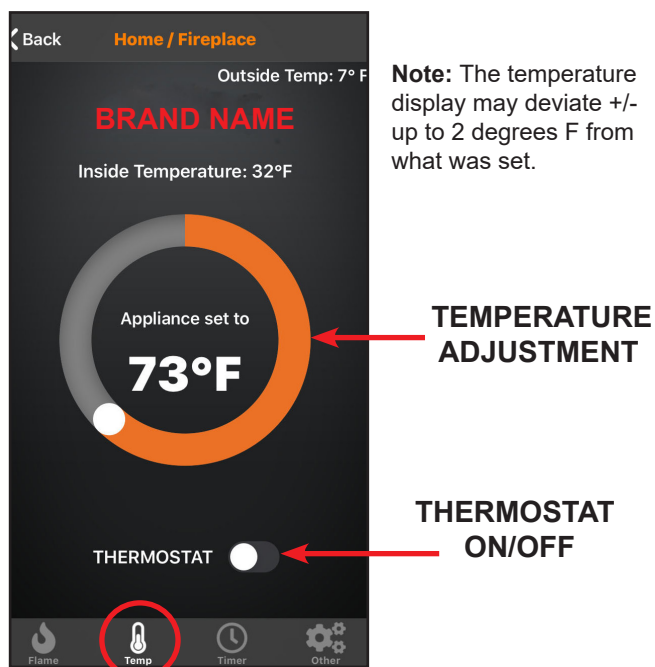 Back
Home / Fireplace
Outside Temp: 7° F
BRAND NAME
Inside Temperature: 32°F
Appliance set to
73°F
THERMOSTAT
Flame
Temp
Timer
Other
Note: The temperature
display may deviate +/-
up to 2 degrees F from
what was set.
TEMPERATURE
ADJUSTMENT
THERMOSTAT
ON/OFF